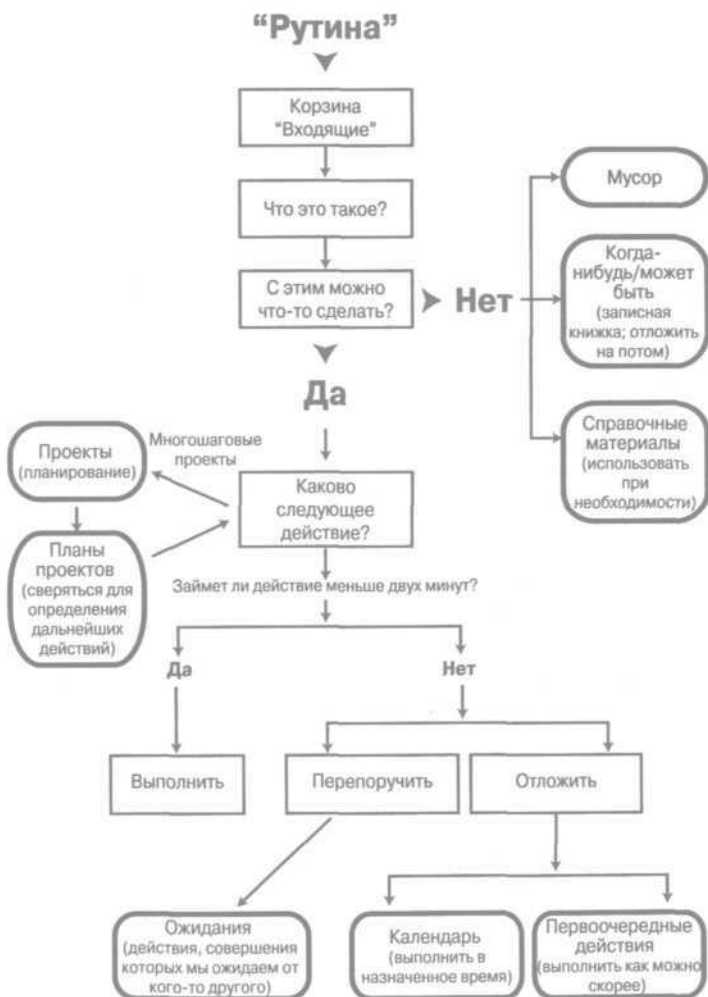 “Рутина”
Корзина
“Входящие”
Что это такое?
С этим можно
что-то сделать?
Нет
Мусор
Когда-
нибудь/может
быть
(записная
книжка; отложить
на потом)
Справочные
материалы
(использовать
при
необходимости)
Да
Проекты
(планирование)
Многошаговые
проекты
Каково
следующее
действие?
Планы
проектов
(сверяться для
определения
дальнейших
действий)
Займет ли действие меньше двух минут?
Да
Нет
Выполнить
Перепоручить
Отложить
Ожидания
(действия, совершения
которых мы ожидаем от
кого-то другого)
Календарь
(выполнить в
назначенное время)
Первоочередные
действия
(выполнить как можно
скорее)